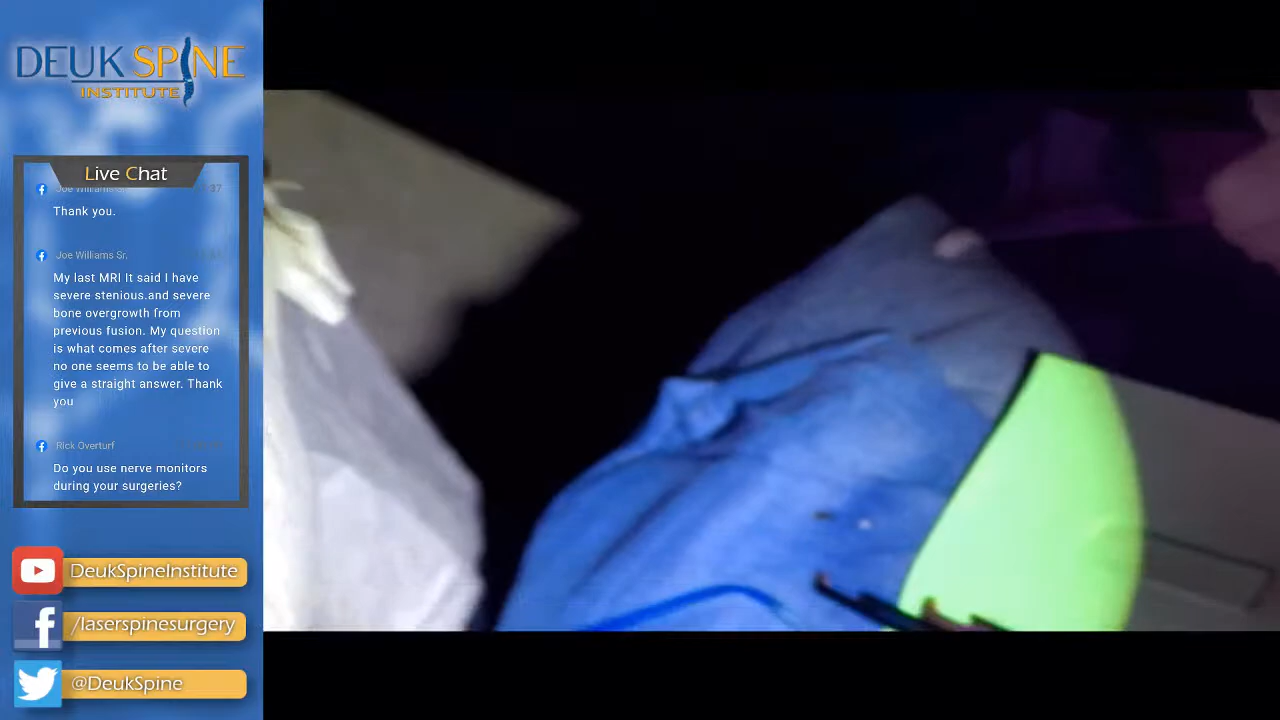 DEUK SPINE
INSTITUTE
Live Chat
Joe Williams Sr.
Thank you.
Joe Williams Sr.
My last MRI It said I have
severe stenious.and severe
bone overgrowth from
previous fusion. My question
is what comes after severe
no one seems to be able to
give a straight answer. Thank
you
Rick Overturf
Do you use nerve monitors
during your surgeries?
DeukSpineInstitute
/laserspinesurgery
@DeukSpine